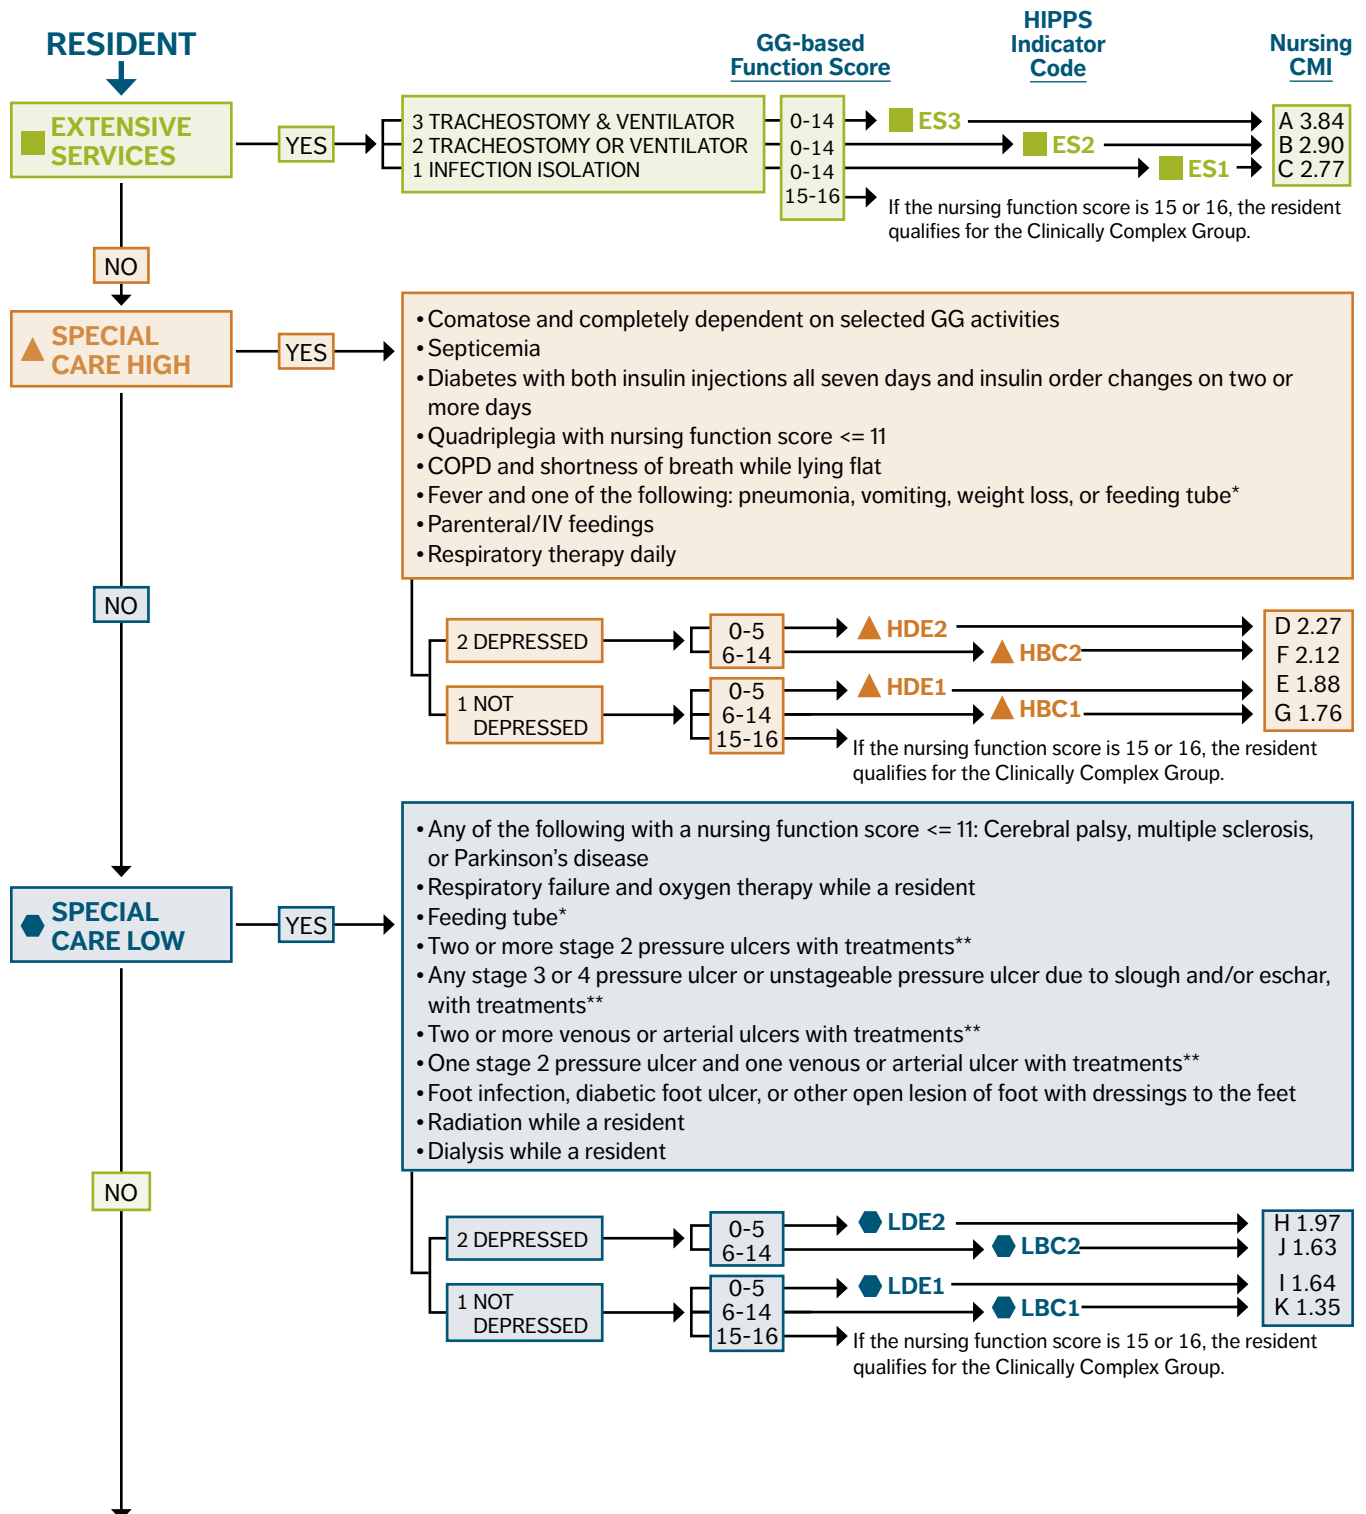 RESIDENT
GG-based
Function Score
HIPPS
Indicator
Code
Nursing
CMI
EXTENSIVE
SERVICES
YES
3 TRACHEOSTOMY & VENTILATOR
2 TRACHEOSTOMY OR VENTILATOR
1 INFECTION ISOLATION
0-14
0-14
0-14
15-16
ES3
ES2
ES1
A 3.84
B 2.90
C 2.77
If the nursing function score is 15 or 16, the resident
qualifies for the Clinically Complex Group.
NO
SPECIAL
CARE HIGH
YES
• Comatose and completely dependent on selected GG activities
• Septicemia
• Diabetes with both insulin injections all seven days and insulin order changes on two or
more days
• Quadriplegia with nursing function score <= 11
• COPD and shortness of breath while lying flat
• Fever and one of the following: pneumonia, vomiting, weight loss, or feeding tube*
• Parenteral/IV feedings
• Respiratory therapy daily
NO
2 DEPRESSED
0-5
6-14
HDE2
HBC2
D 2.27
F 2.12
1 NOT
DEPRESSED
0-5
6-14
15-16
HDE1
HBC1
E 1.88
G 1.76
If the nursing function score is 15 or 16, the resident
qualifies for the Clinically Complex Group.
SPECIAL
CARE LOW
YES
• Any of the following with a nursing function score <= 11: Cerebral palsy, multiple sclerosis,
or Parkinson’s disease
• Respiratory failure and oxygen therapy while a resident
• Feeding tube*
• Two or more stage 2 pressure ulcers with treatments**
• Any stage 3 or 4 pressure ulcer or unstageable pressure ulcer due to slough and/or eschar,
with treatments**
• Two or more venous or arterial ulcers with treatments**
• One stage 2 pressure ulcer and one venous or arterial ulcer with treatments**
• Foot infection, diabetic foot ulcer, or other open lesion of foot with dressings to the feet
• Radiation while a resident
• Dialysis while a resident
NO
2 DEPRESSED
0-5
6-14
LDE2
LBC2
H 1.97
J 1.63
1 NOT
DEPRESSED
0-5
6-14
15-16
LDE1
LBC1
I 1.64
K 1.35
If the nursing function score is 15 or 16, the resident
qualifies for the Clinically Complex Group.